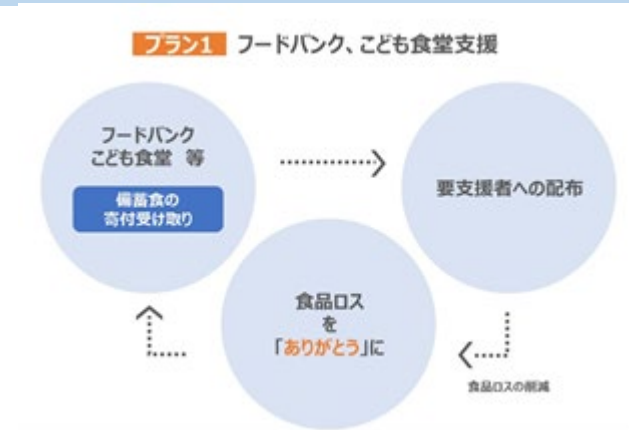 プラン1 フードバンク、こども食堂支援
フードバンク
こども食堂 等
備蓄食の
寄付受け取り
要支援者への配布
食品ロス
を
「ありがとう」に
食品ロスの削減